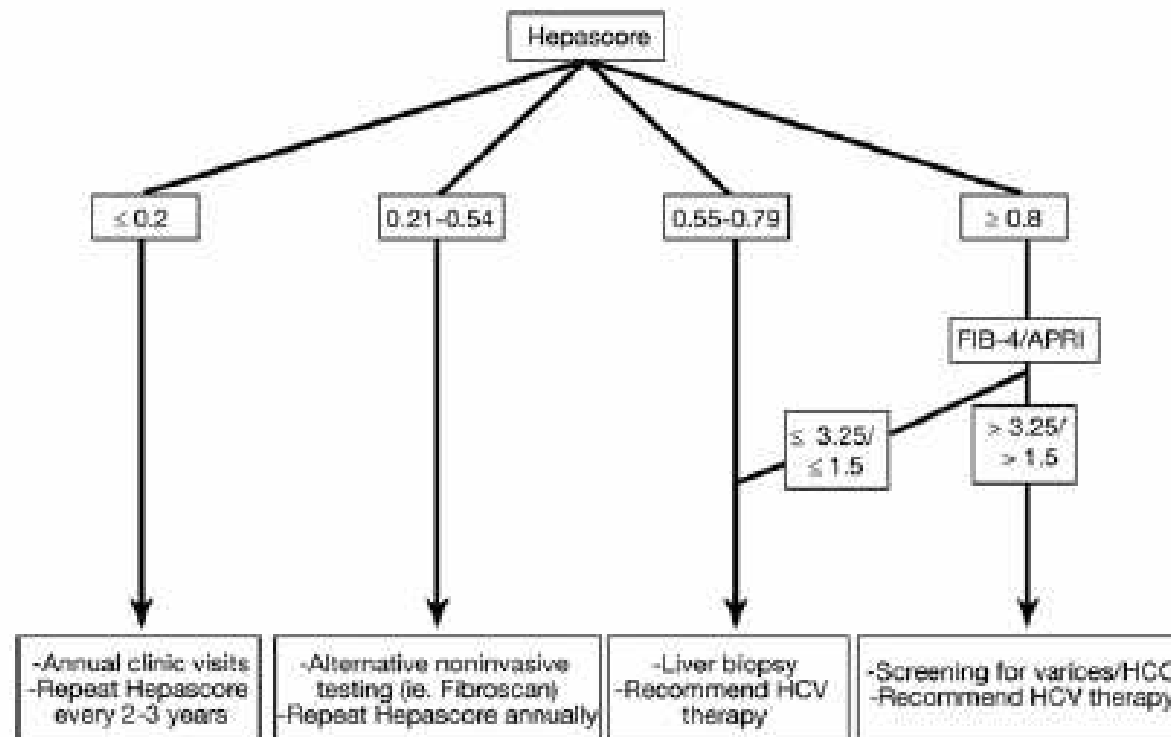 Hepascore
≤ 0.2
0.21-0.54
0.55-0.79
≥ 0.8
FIB-4/APRI
≤ 3.25/
≤ 1.5
> 3.25/
> 1.5
-Annual clinic visits
-Repeat Hepascore
every 2-3 years
-Alternative noninvasive
testing (ie. Fibroscan)
-Repeat Hepascore annually
-Liver biopsy
-Recommend HCV
therapy
-Screening for varices/HCC
-Recommend HCV therapy